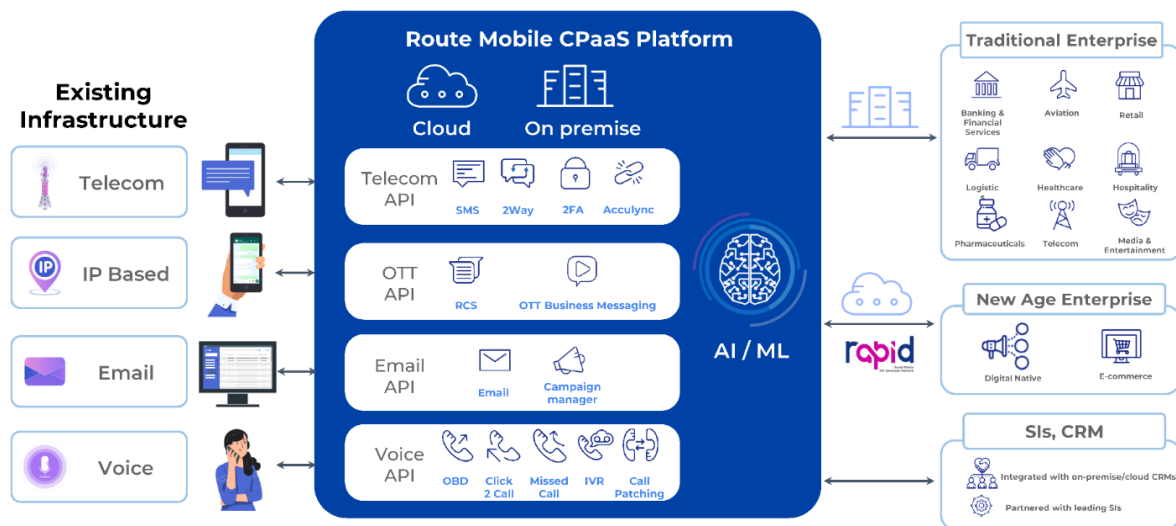 Existing
Infrastructure
Telecom
IP
IP Based
Email
Voice
Route Mobile CPaaS Platform
Cloud
On premise
Telecom
API
SMS
2Way
2FA
Acculync
OTT
API
RCS
OTT Business Messaging
Email
API
Email
Campaign
manager
Voice
API
OBD
Click
2 Call
Missed
Call
IVR
Call
Patching
AI / ML
rapid
Traditional Enterprise
Banking &
Financial
Services
Aviation
Retail
Logistic
Healthcare
Hospitality
Pharmaceuticals
Telecom
Media &
Entertainment
New Age Enterprise
Digital Native
E-commerce
SIs, CRM
Integrated with on-premise/cloud CRMs
Partnered with leading SIs